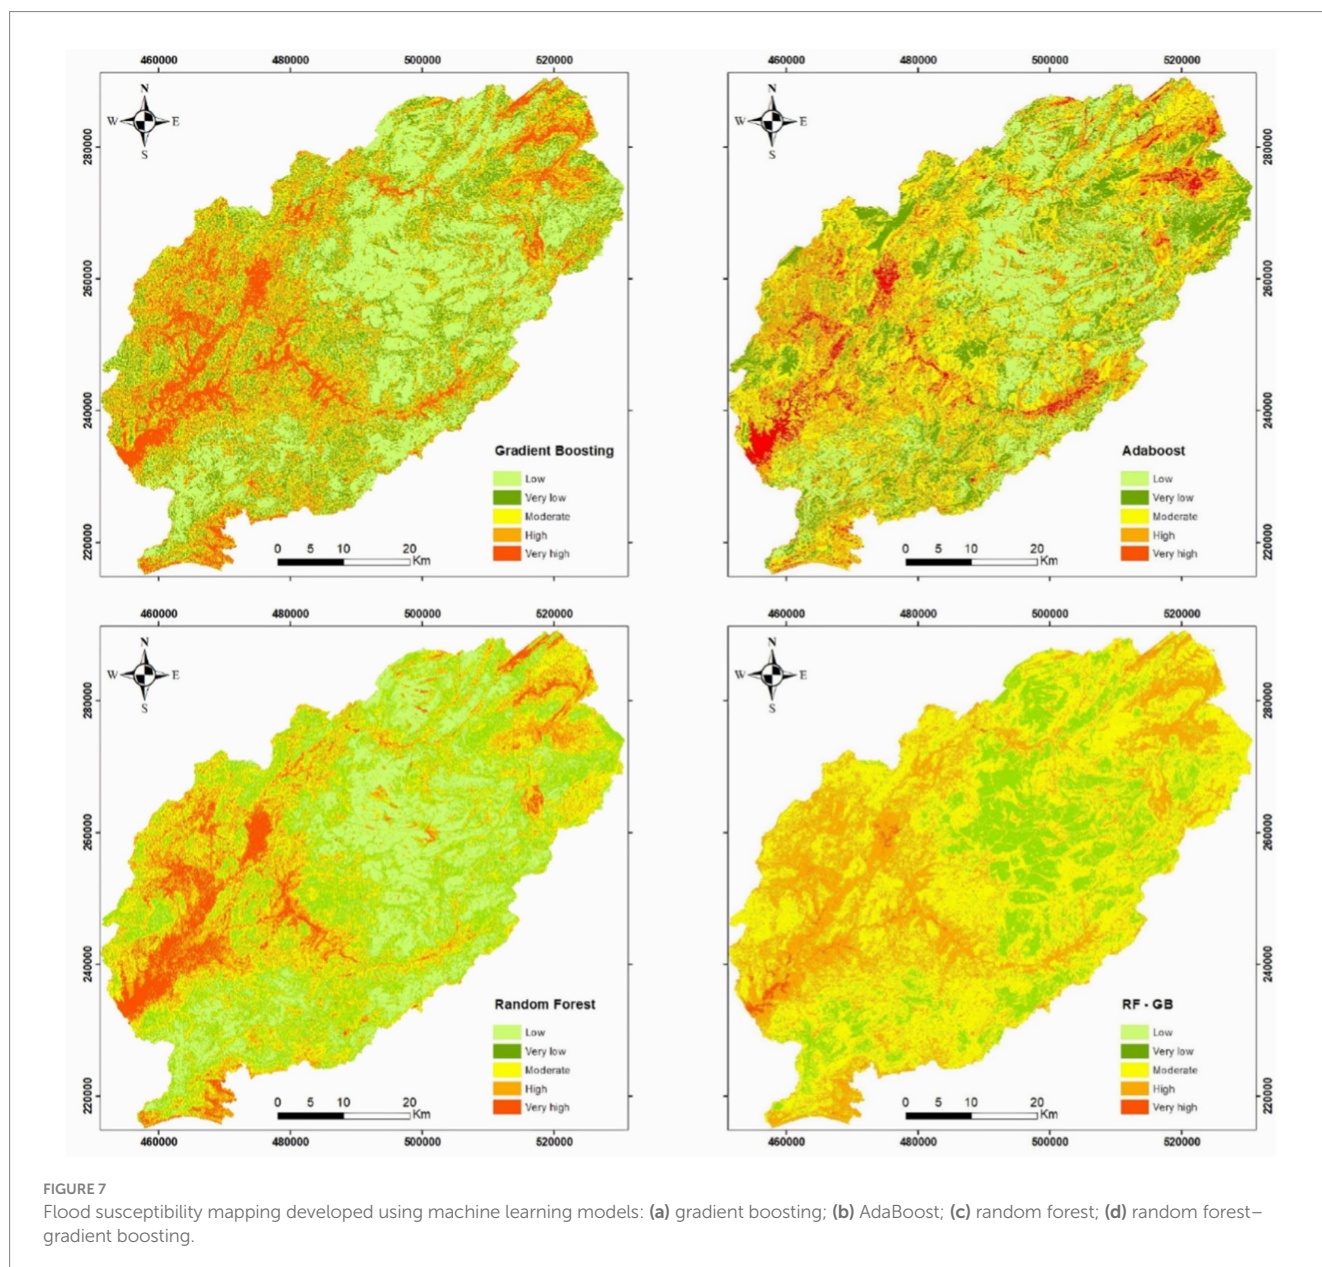 460000 480000 500000 520000
N
W E
S
280000
260000
240000
220000
Gradient Boosting
Low
Very low
Moderate
High
Very high
0 5 10 20
Km
460000 480000 500000 520000
N
W E
S
280000
260000
240000
220000
Adaboost
Low
Very low
Moderate
High
Very high
0 5 10 20
Km
460000 480000 500000 520000
N
W E
S
280000
260000
240000
220000
Random Forest
Low
Very low
Moderate
High
Very high
0 5 10 20
Km
460000 480000 500000 520000
460000 480000 500000 520000
N
W E
S
280000
260000
240000
220000
RF - GB
Low
Very low
Moderate
High
Very high
0 5 10 20
Km
460000 480000 500000 520000
FIGURE 7
Flood susceptibility mapping developed using machine learning models: (a) gradient boosting; (b) AdaBoost; (c) random forest; (d) random forest–
gradient boosting.